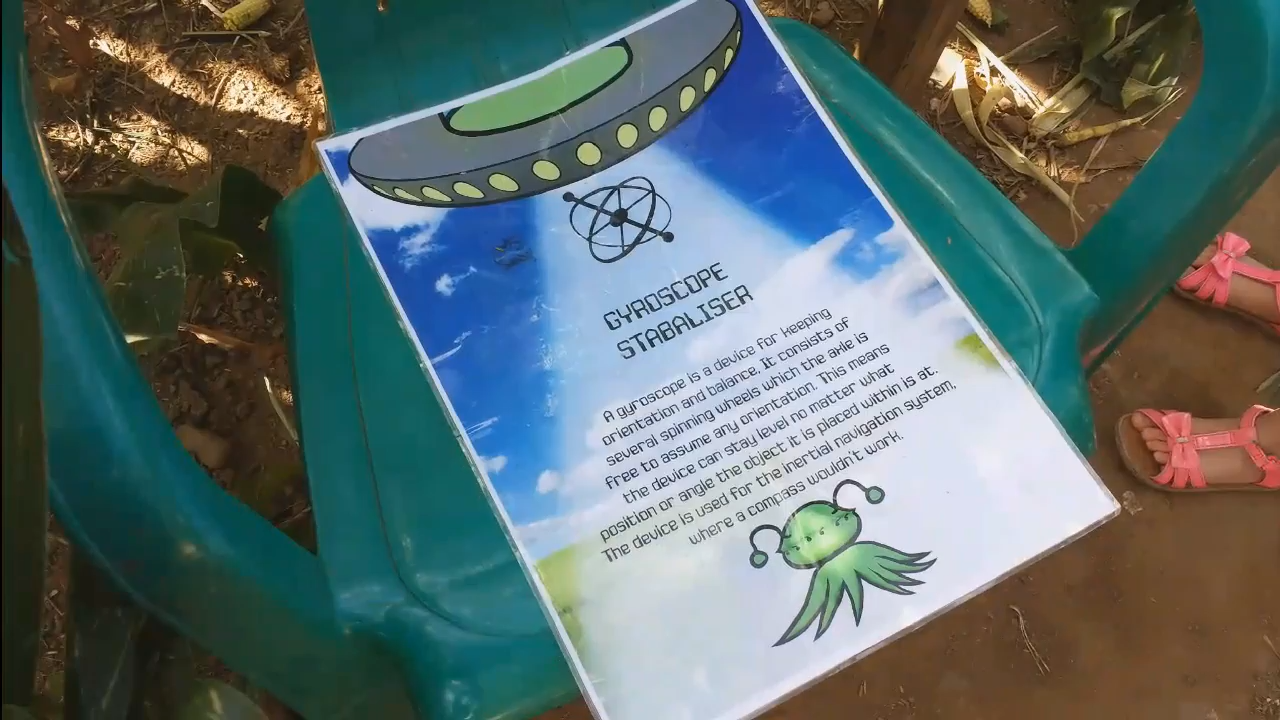 GYROSCOPE
STABALISER
A gyroscope is a device for keeping
orientation and balance. It consists of
several spinning wheels which the axle is
free to assume any orientation. This means
the device can stay level no matter what
position or angle the object it is placed within is at.
The device is used for the inertial navigation system,
where a compass wouldn't work.